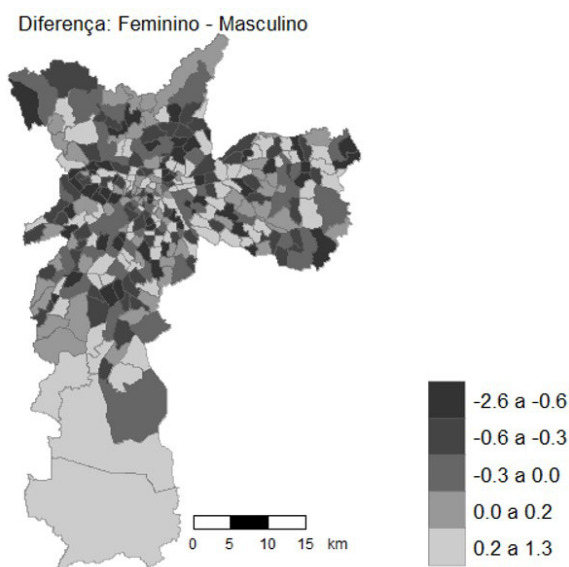 Diferença: Feminino - Masculino
-2.6 a -0.6
-0.6 a -0.3
-0.3 a 0.0
0.0 a 0.2
0.2 a 1.3
0 5 10 15 km